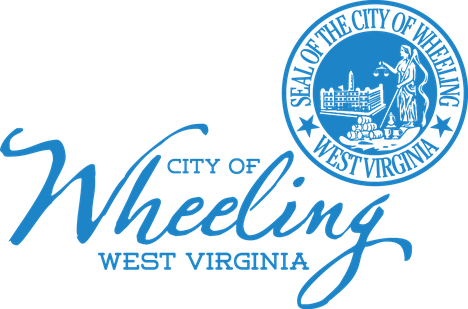 SEAL OF THE CITY OF WHEELING
WEST VIRGINIA
CITY OF
Wheeling
WEST VIRGINIA